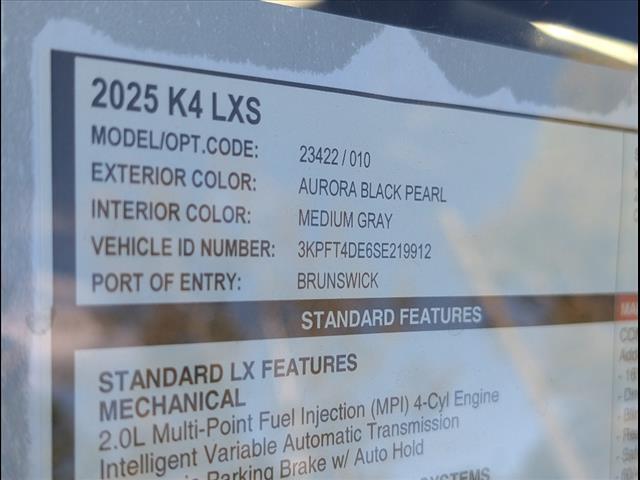 2025 K4 LXS
MODEL/OPT.CODE: 23422 / 010
EXTERIOR COLOR: AURORA BLACK PEARL
INTERIOR COLOR: MEDIUM GRAY
VEHICLE ID NUMBER: 3KPFT4DE6SE219912
PORT OF ENTRY: BRUNSWICK
STANDARD FEATURES
STANDARD LX FEATURES
MECHANICAL
2.0L Multi-Point Fuel Injection (MPI) 4-Cyl Engine
Intelligent Variable Automatic Transmission
Parking Brake w/ Auto Hold
SYSTEMS